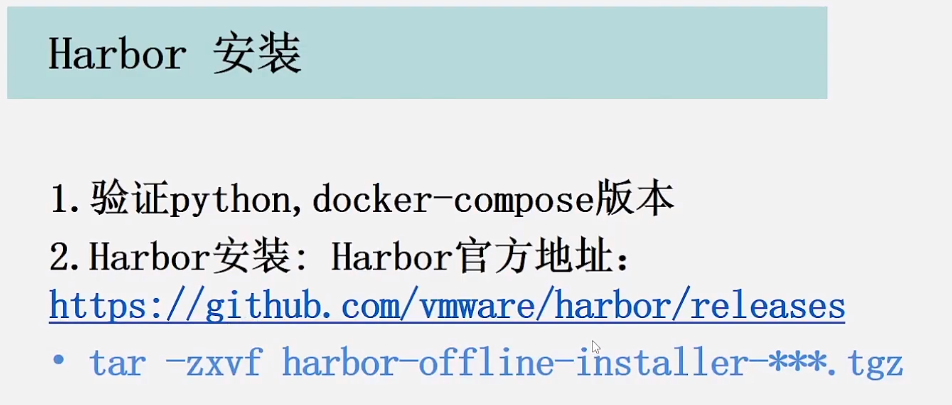 Harbor 安装
1.验证python,docker-compose版本
2.Harbor安装: Harbor官方地址:
https://github.com/vmware/harbor/releases
• tar -zxvf harbor-offline-installer-***.tgz